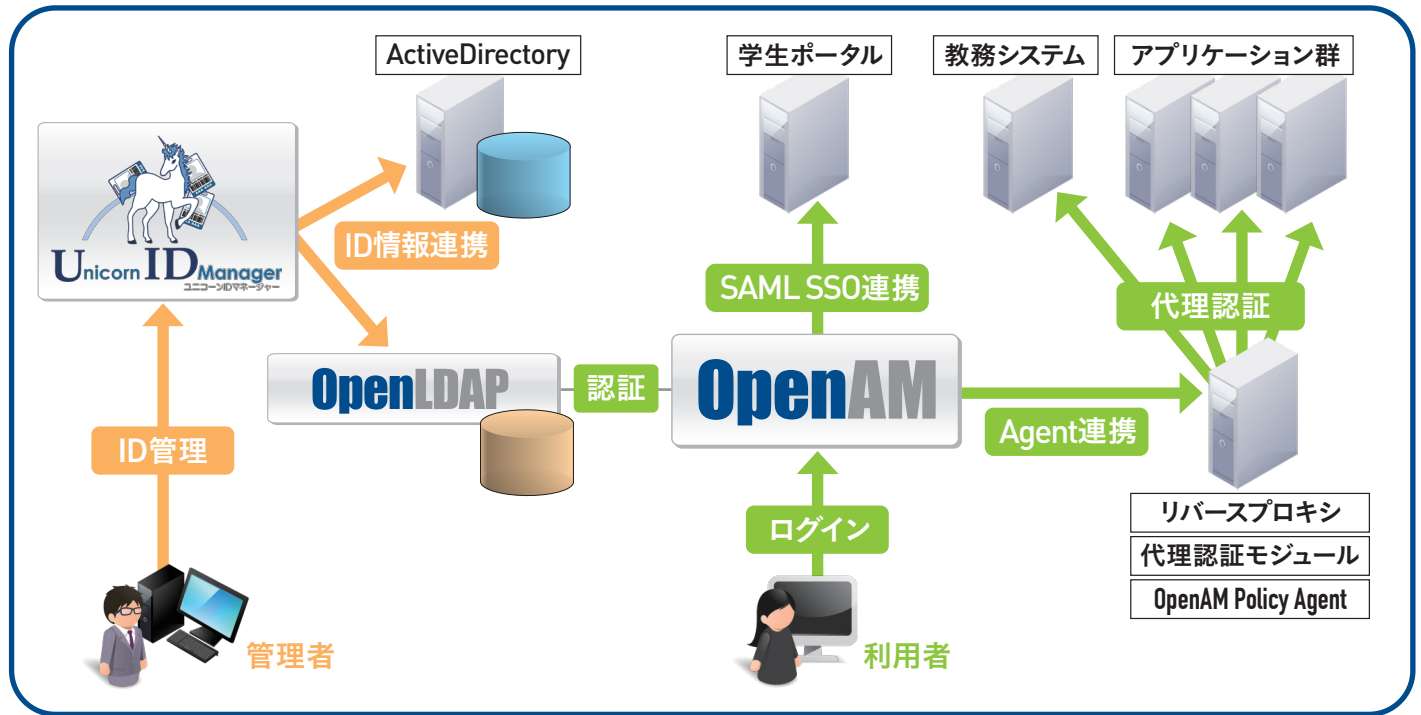 ActiveDirectory
学生ポータル
教務システム
アプリケーション群
Unicorn ID Manager
ユニコーンIDマネージャー
ID情報連携
SAML SSO連携
代理認証
OpenLDAP
認証
OpenAM
Agent連携
ID管理
ログイン
リバースプロキシ
代理認証モジュール
OpenAM Policy Agent
管理者
利用者